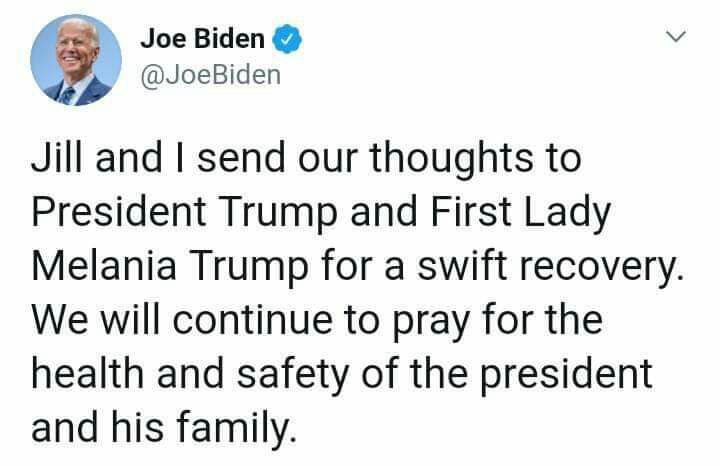 Joe Biden
@JoeBiden
Jill and I send our thoughts to
President Trump and First Lady
Melania Trump for a swift recovery.
We will continue to pray for the
health and safety of the president
and his family.